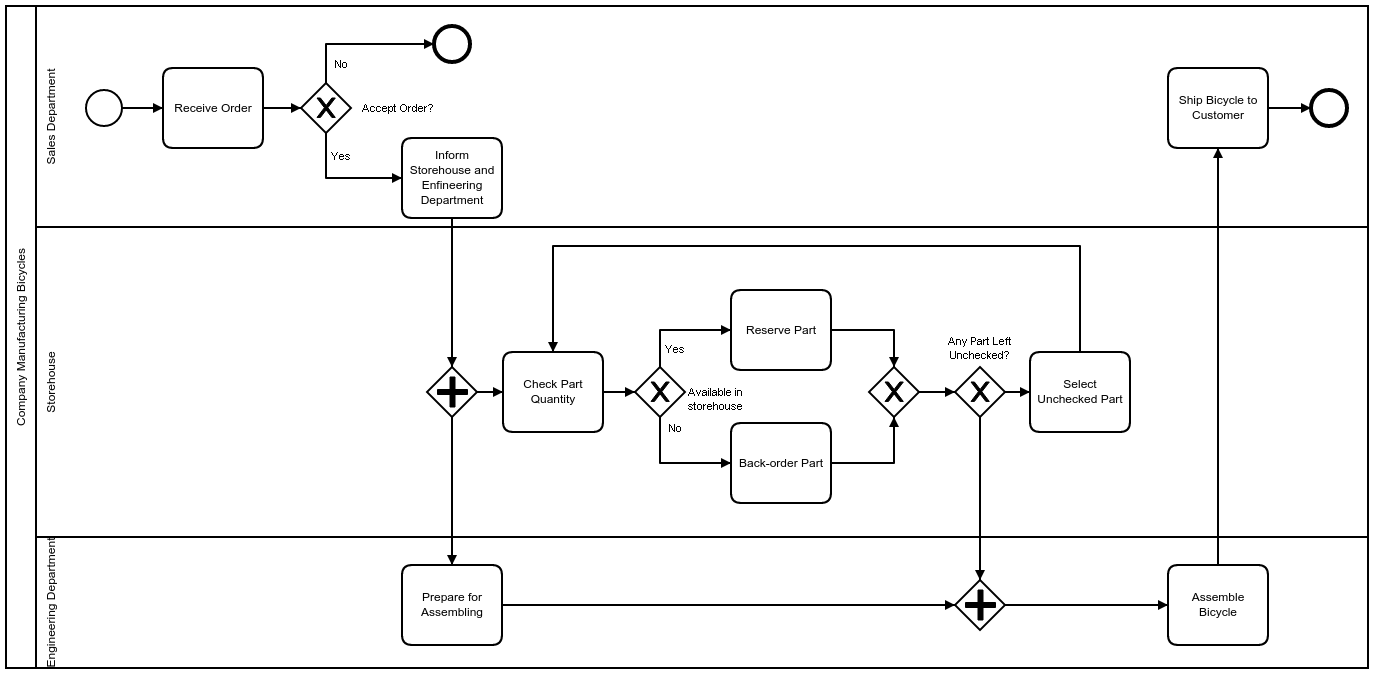 Company Manufacturing Bicycles
Sales Department
Receive Order
No
Accept Order?
Yes
Inform
Storehouse and
Enfineering
Department
Ship Bicycle to
Customer
Storehouse
Check Part
Quantity
Yes
Available in
storehouse
No
Reserve Part
Back-order Part
Any Part Left
Unchecked?
Select
Unchecked Part
Engineering Department
Prepare for
Assembling
Assemble
Bicycle